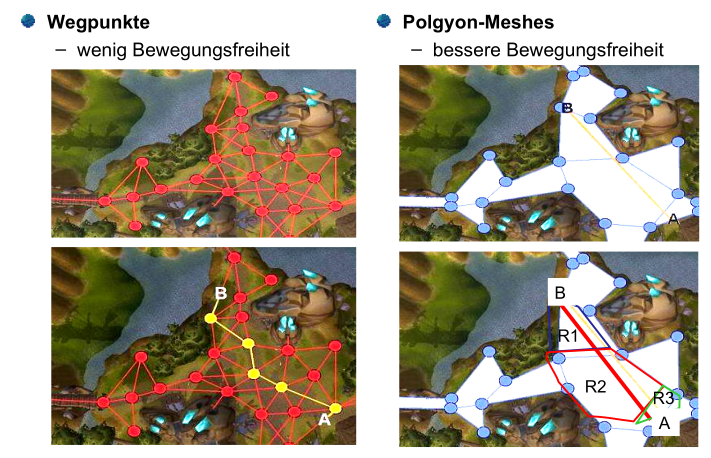 Wegpunkte
– wenig Bewegungsfreiheit
Polgyon-Meshes
– bessere Bewegungsfreiheit
B
A
B
A
B
R1
R2
R3
A